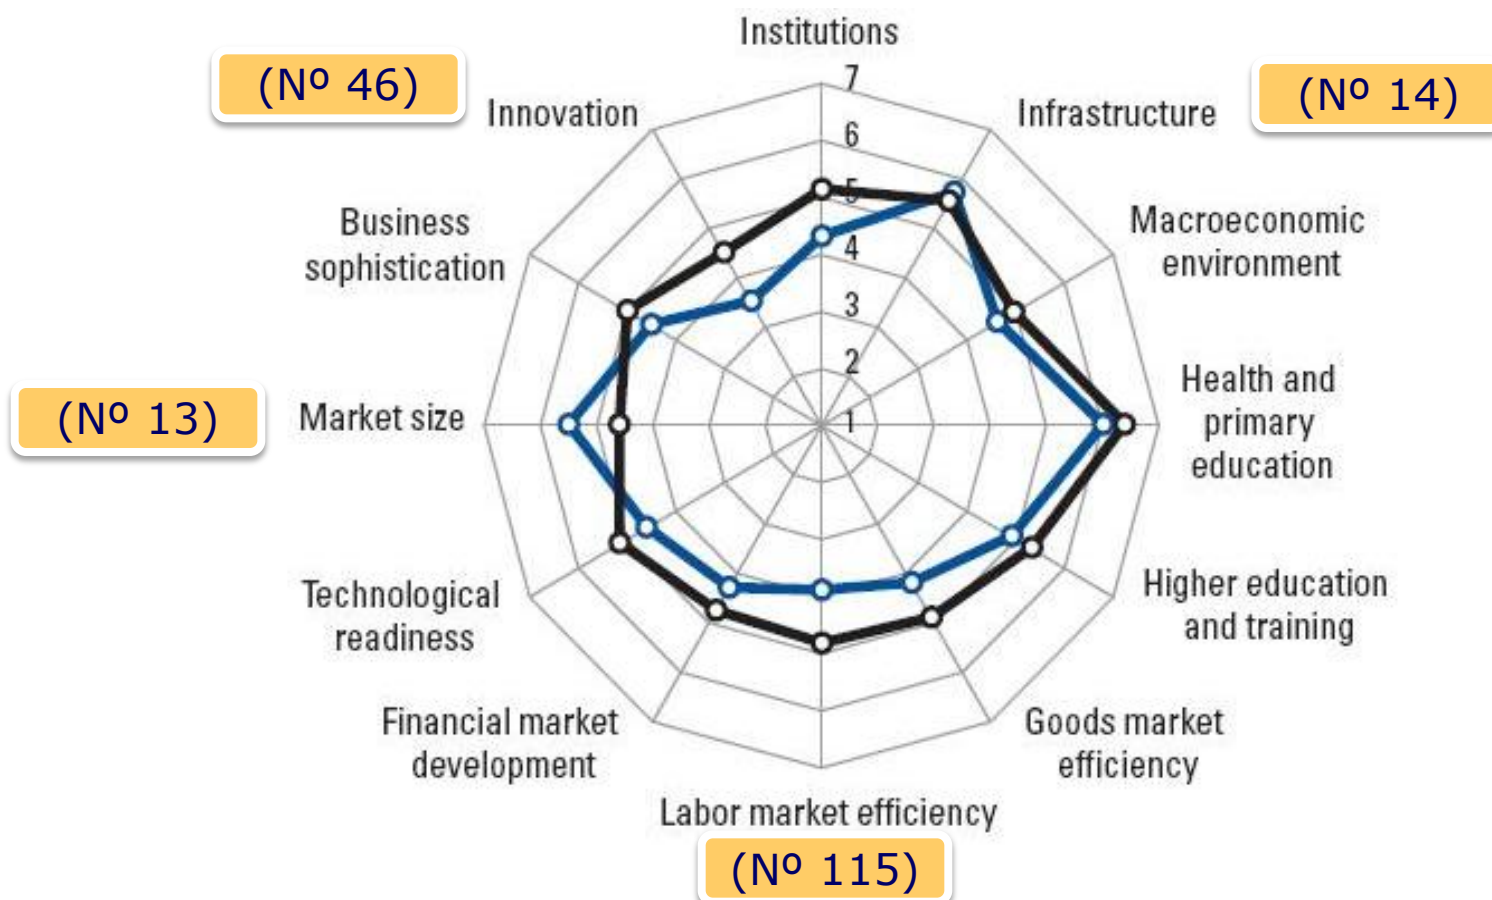 Institutions
(Nº 46)
Innovation
7
6
5
4
3
2
1
Infrastructure
(Nº 14)
Business
sophistication
Macroeconomic
environment
(Nº 13)
Market size
Health and
primary
education
Technological
readiness
Higher education
and training
Financial market
development
Goods market
efficiency
Labor market efficiency
(Nº 115)